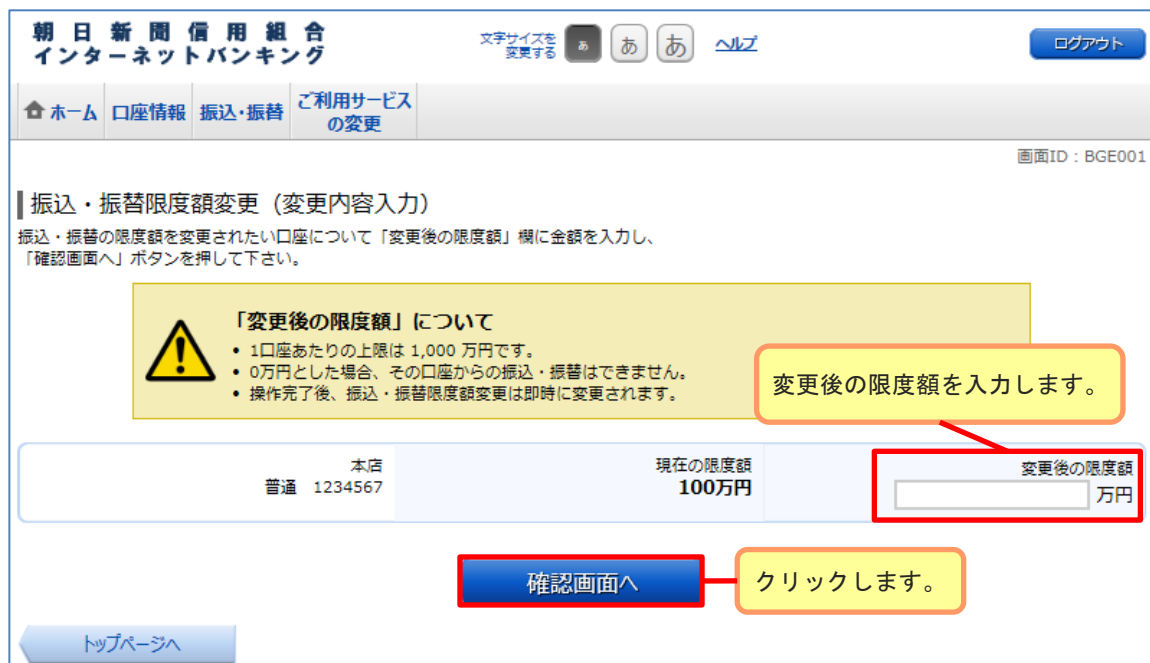 朝日新聞信用組合
インターネットバンキング
文字サイズを
変更する
あ
あ
あ
ヘルプ
ログアウト
ホーム
口座情報
振込・振替
ご利用サービス
の変更
画面ID：BGE001
振込・振替限度額変更（変更内容入力）
振込・振替の限度額を変更されたい口座について「変更後の限度額」欄に金額を入力し、
「確認画面へ」ボタンを押して下さい。
「変更後の限度額」について
• 1口座あたりの上限は 1,000 万円です。
• 0万円とした場合、その口座からの振込・振替はできません。
• 操作完了後、振込・振替限度額変更は即時に変更されます。
変更後の限度額を入力します。
本店
普通 1234567
現在の限度額
100万円
変更後の限度額
万円
確認画面へ
クリックします。
トップページへ